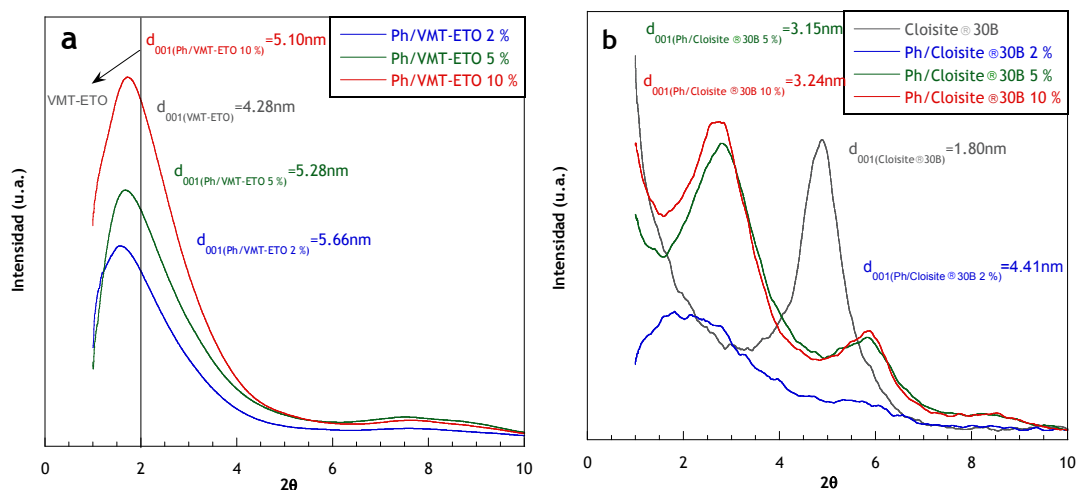 a
d001(Ph/VMT-ETO 10 %)=5.10nm
Ph/VMT-ETO 2 %
Ph/VMT-ETO 5 %
Ph/VMT-ETO 10 %
VMT-ETO
d001(VMT-ETO)=4.28nm
d001(Ph/VMT-ETO 5 %)=5.28nm
d001(Ph/VMT-ETO 2 %)=5.66nm
Intensidad (u.a.)
0 2 4 6 8 10
2θ
b
d001(Ph/Cloisite ®30B 5 %)=3.15nm
d001(Ph/Cloisite ®30B 10 %)=3.24nm
Cloisite®30B
Ph/Cloisite ®30B 2 %
Ph/Cloisite ®30B 5 %
Ph/Cloisite ®30B 10 %
d001(Cloisite®30B)=1.80nm
d001(Ph/Cloisite ®30B 2 %)=4.41nm
Intensidad (u.a.)
0 2 4 6 8 10
2θ